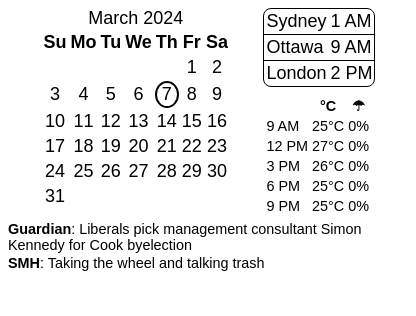 March 2024
Su Mo Tu We Th Fr Sa
1 2
3 4 5 6 7 8 9
10 11 12 13 14 15 16
17 18 19 20 21 22 23
24 25 26 27 28 29 30
31
Sydney 1 AM
Ottawa 9 AM
London 2 PM
°C ☂
9 AM 25°C 0%
12 PM 27°C 0%
3 PM 26°C 0%
6 PM 25°C 0%
9 PM 25°C 0%
Guardian: Liberals pick management consultant Simon
Kennedy for Cook byelection
SMH: Taking the wheel and talking trash